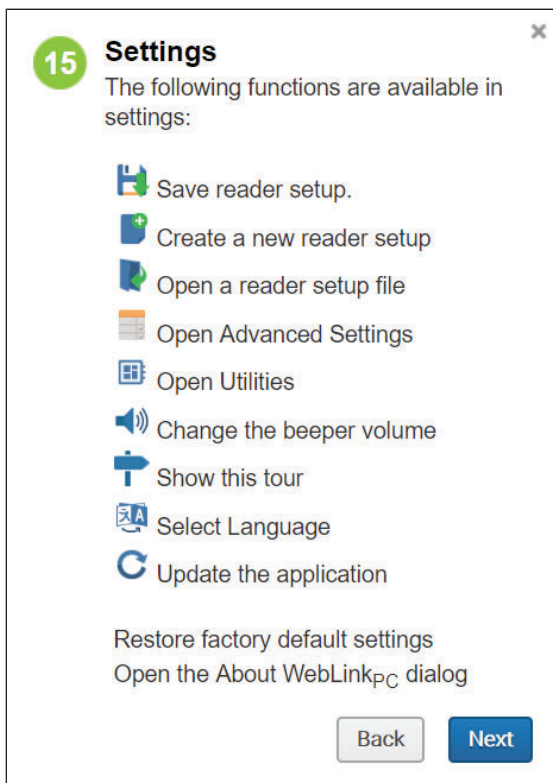 ×
15
Settings
The following functions are available in
settings:
Save reader setup.
Create a new reader setup
Open a reader setup file
Open Advanced Settings
Open Utilities
Change the beeper volume
Show this tour
Select Language
Update the application
Restore factory default settings
Open the About WebLinkPC dialog
Back
Next